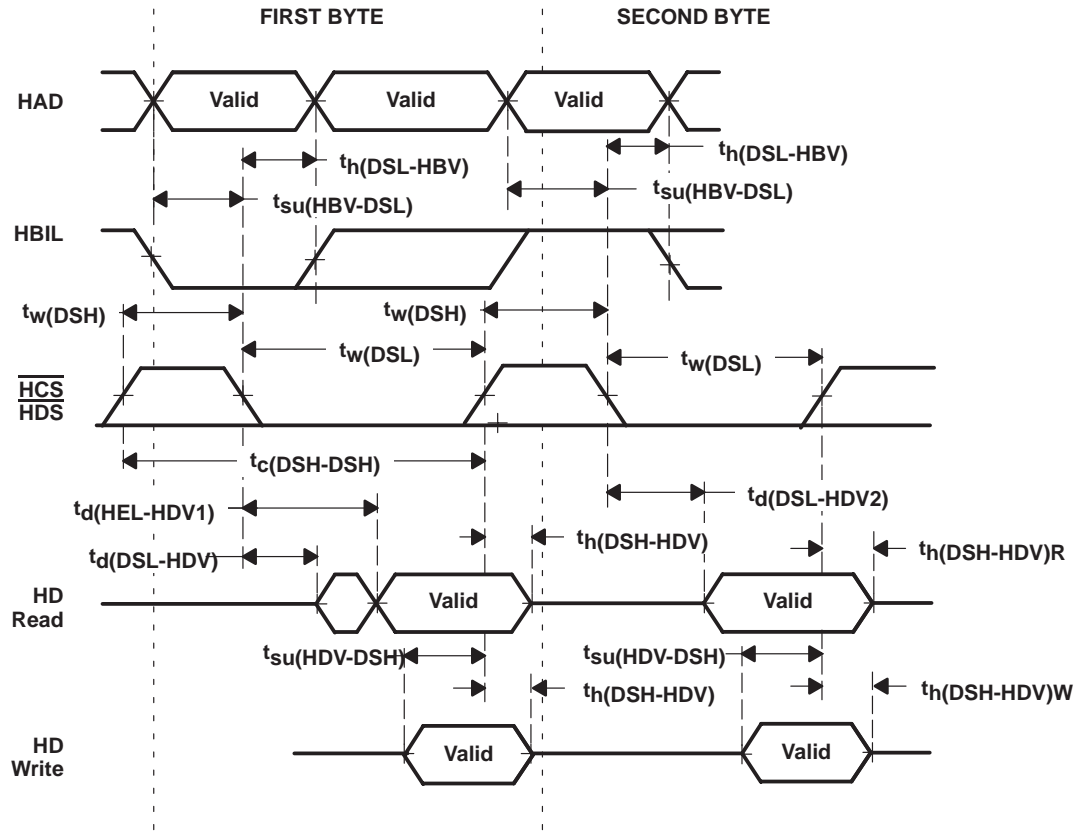 FIRST BYTE
SECOND BYTE
HAD
Valid
Valid
Valid
th(DSL-HBV)
th(DSL-HBV)
tsu(HBV-DSL)
tsu(HBV-DSL)
HBIL
tw(DSH)
tw(DSH)
tw(DSL)
tw(DSL)
HCS
HDS
tc(DSH-DSH)
td(HEL-HDV1)
td(DSL-HDV2)
td(DSL-HDV)
th(DSH-HDV)
th(DSH-HDV)R
HD
Read
Valid
Valid
tsu(HDV-DSH)
tsu(HDV-DSH)
th(DSH-HDV)
th(DSH-HDV)W
HD
Write
Valid
Valid